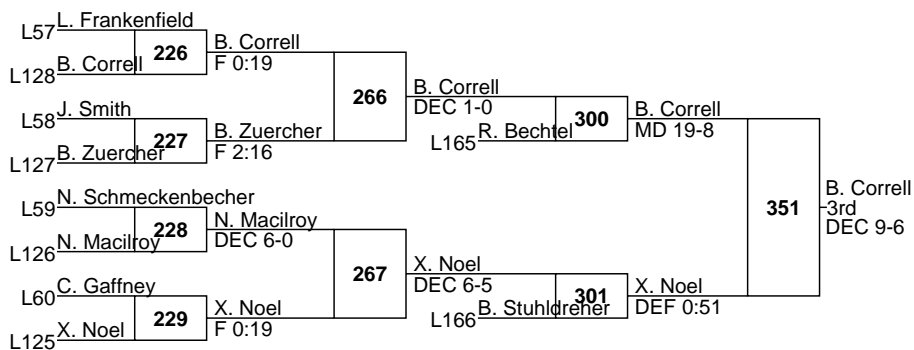 L57 L. Frankenfield
226
B. Correll
F 0:19
L128 B. Correll
266
B. Correll
DEC 1-0
L58 J. Smith
227
B. Zuercher
F 2:16
L127 B. Zuercher
L165 R. Bechtel
300
B. Correll
MD 19-8
L59 N. Schmeckenbecher
228
N. Macilroy
DEC 6-0
L126 N. Macilroy
267
X. Noel
DEC 6-5
L60 C. Gaffney
229
X. Noel
F 0:19
L125 X. Noel
L166 B. Stuhldreher
301
X. Noel
DEF 0:51
351
B. Correll
3rd
DEC 9-6